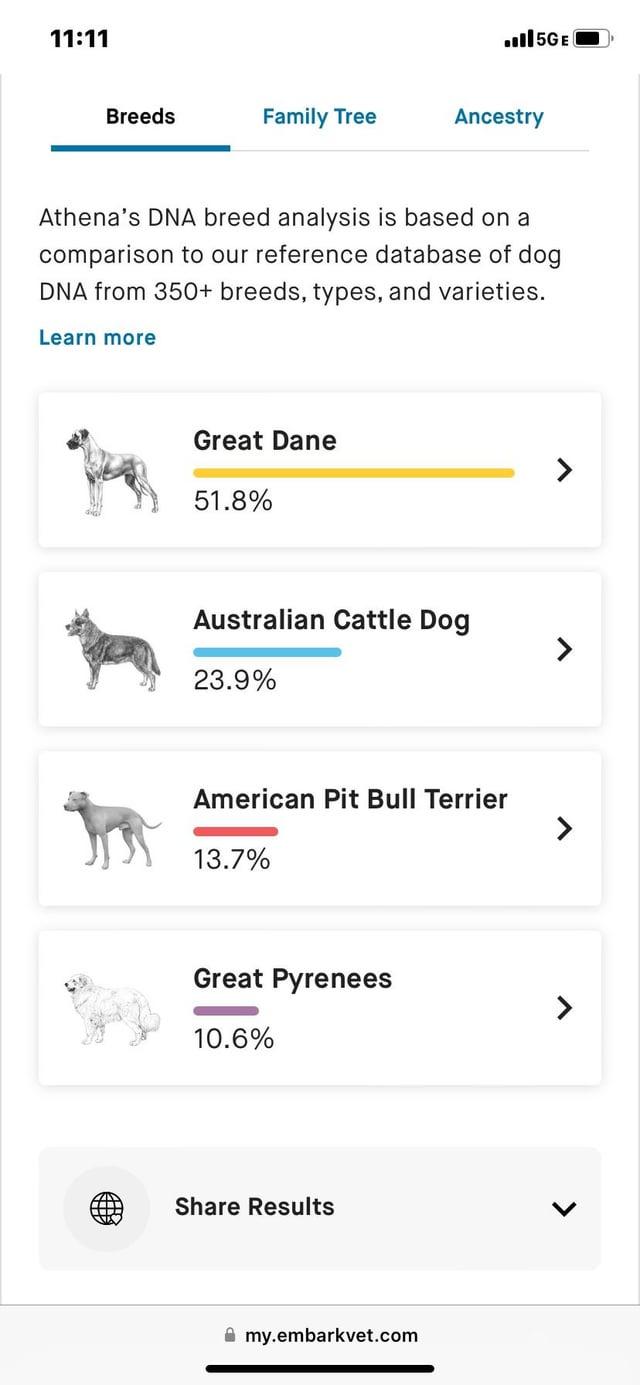 11:11
5GE
Breeds
Family Tree
Ancestry
Athena’s DNA breed analysis is based on a
comparison to our reference database of dog
DNA from 350+ breeds, types, and varieties.
Learn more
Great Dane
51.8%
Australian Cattle Dog
23.9%
American Pit Bull Terrier
13.7%
Great Pyrenees
10.6%
Share Results
my.embarkvet.com